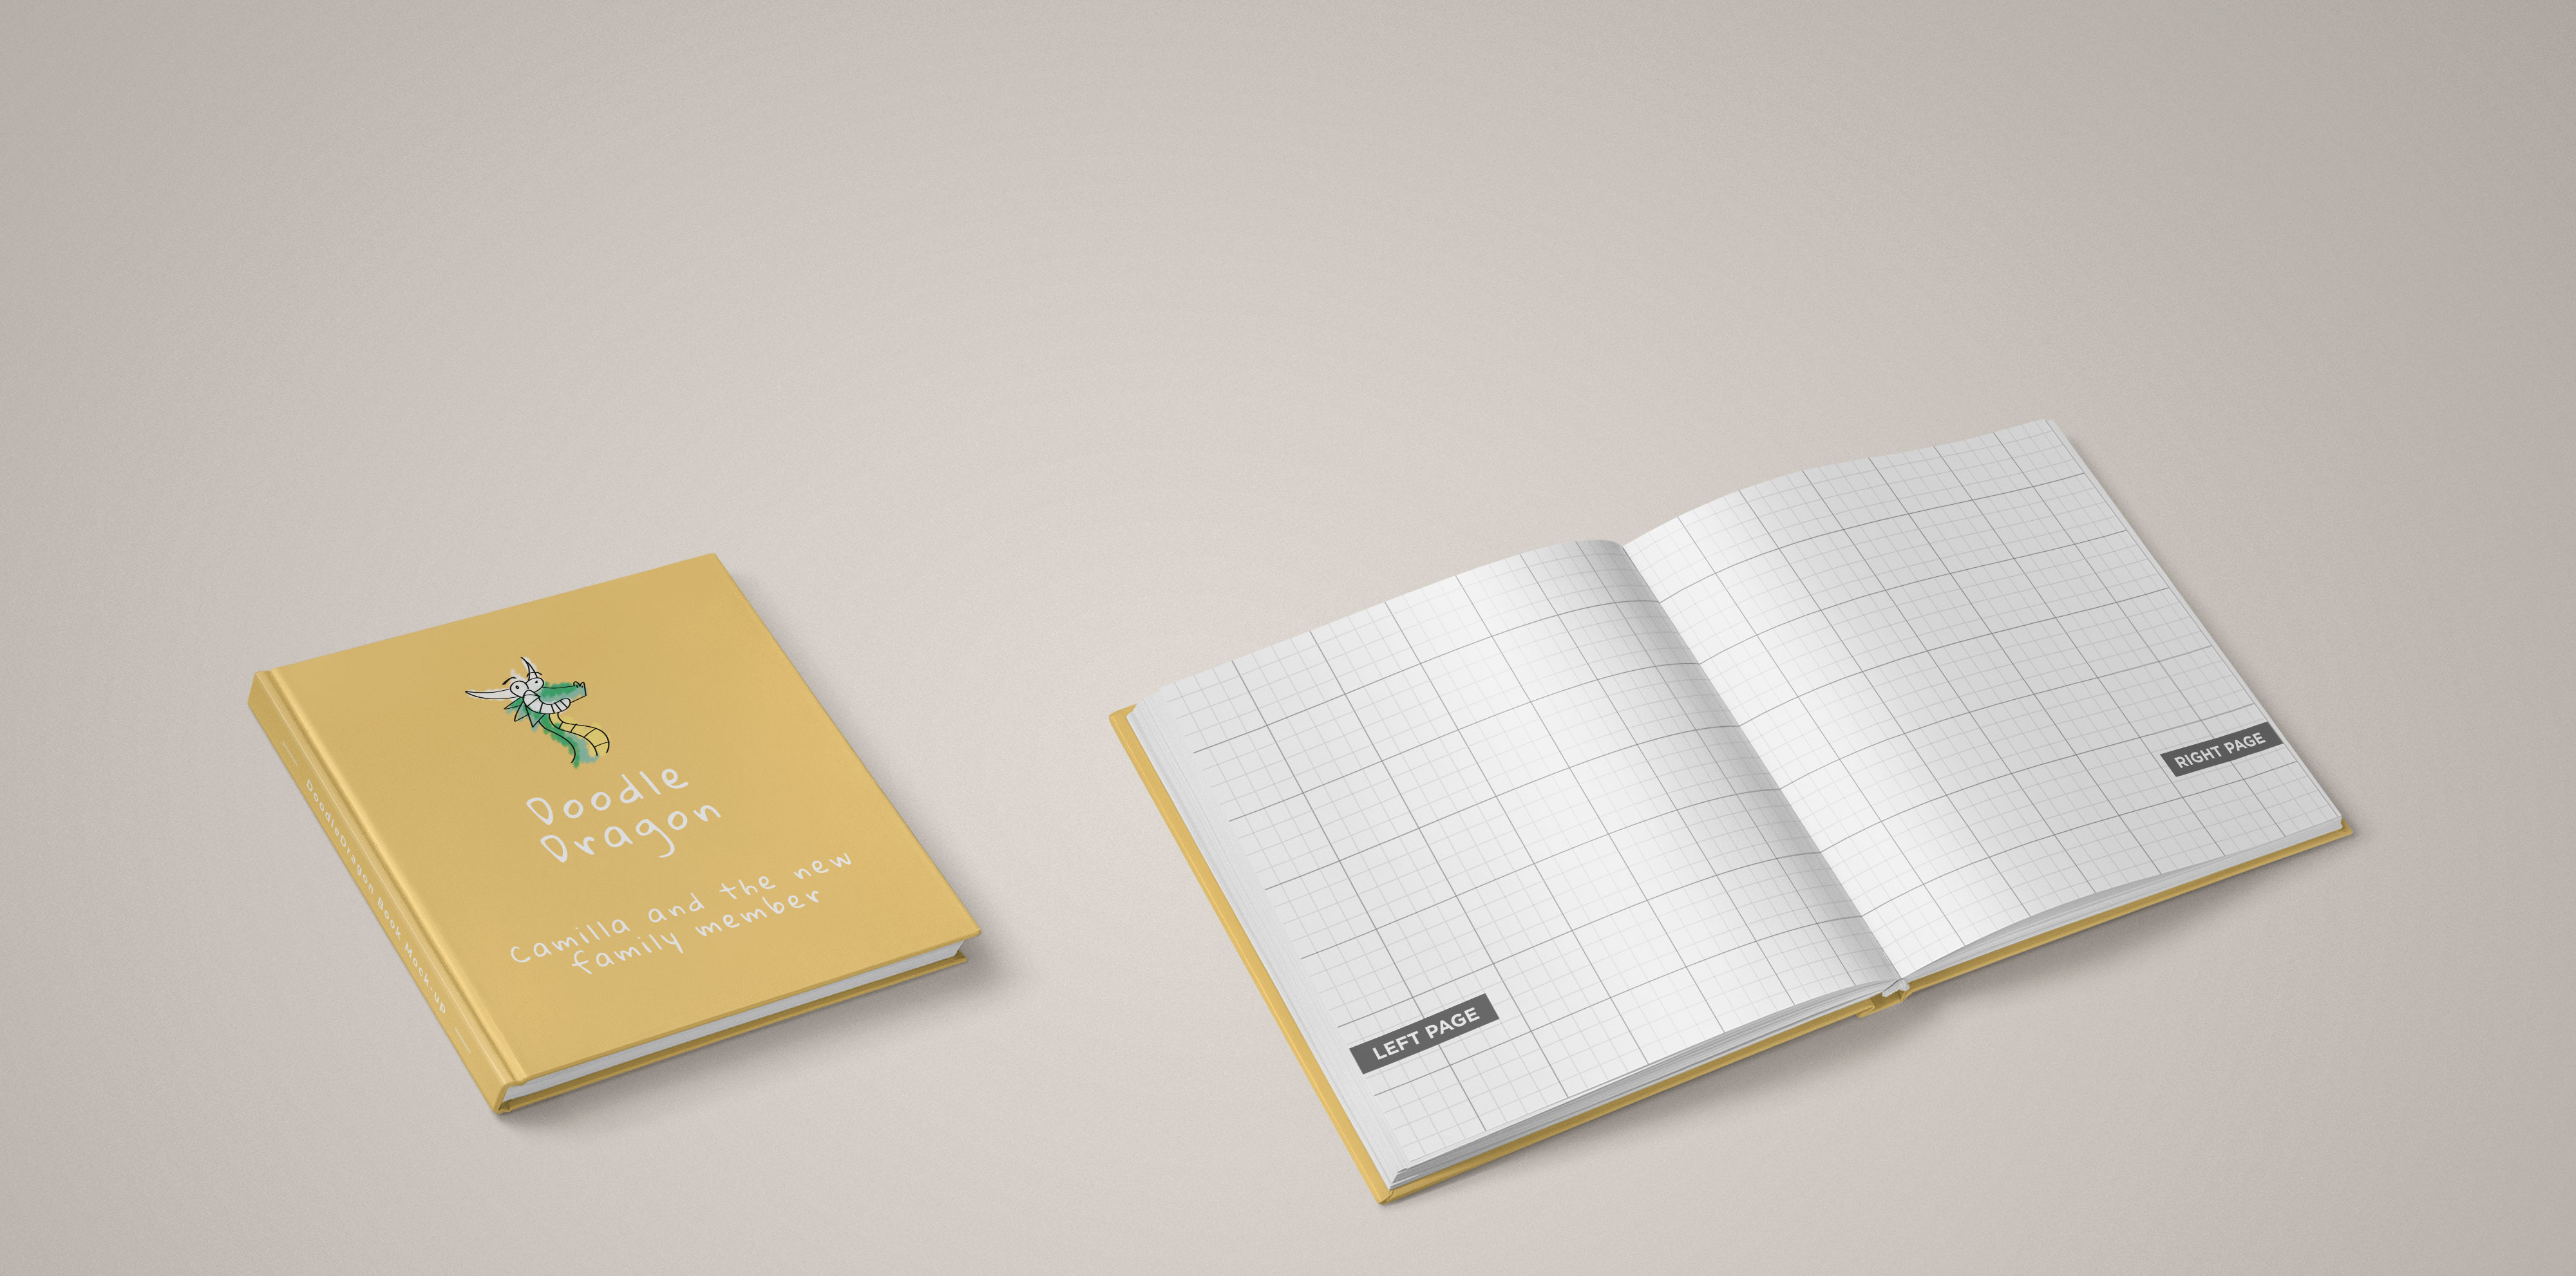 Doodle
Dragon
Camilla and the new
family member
DoodleDragon Book Mock-up
LEFT PAGE
RIGHT PAGE